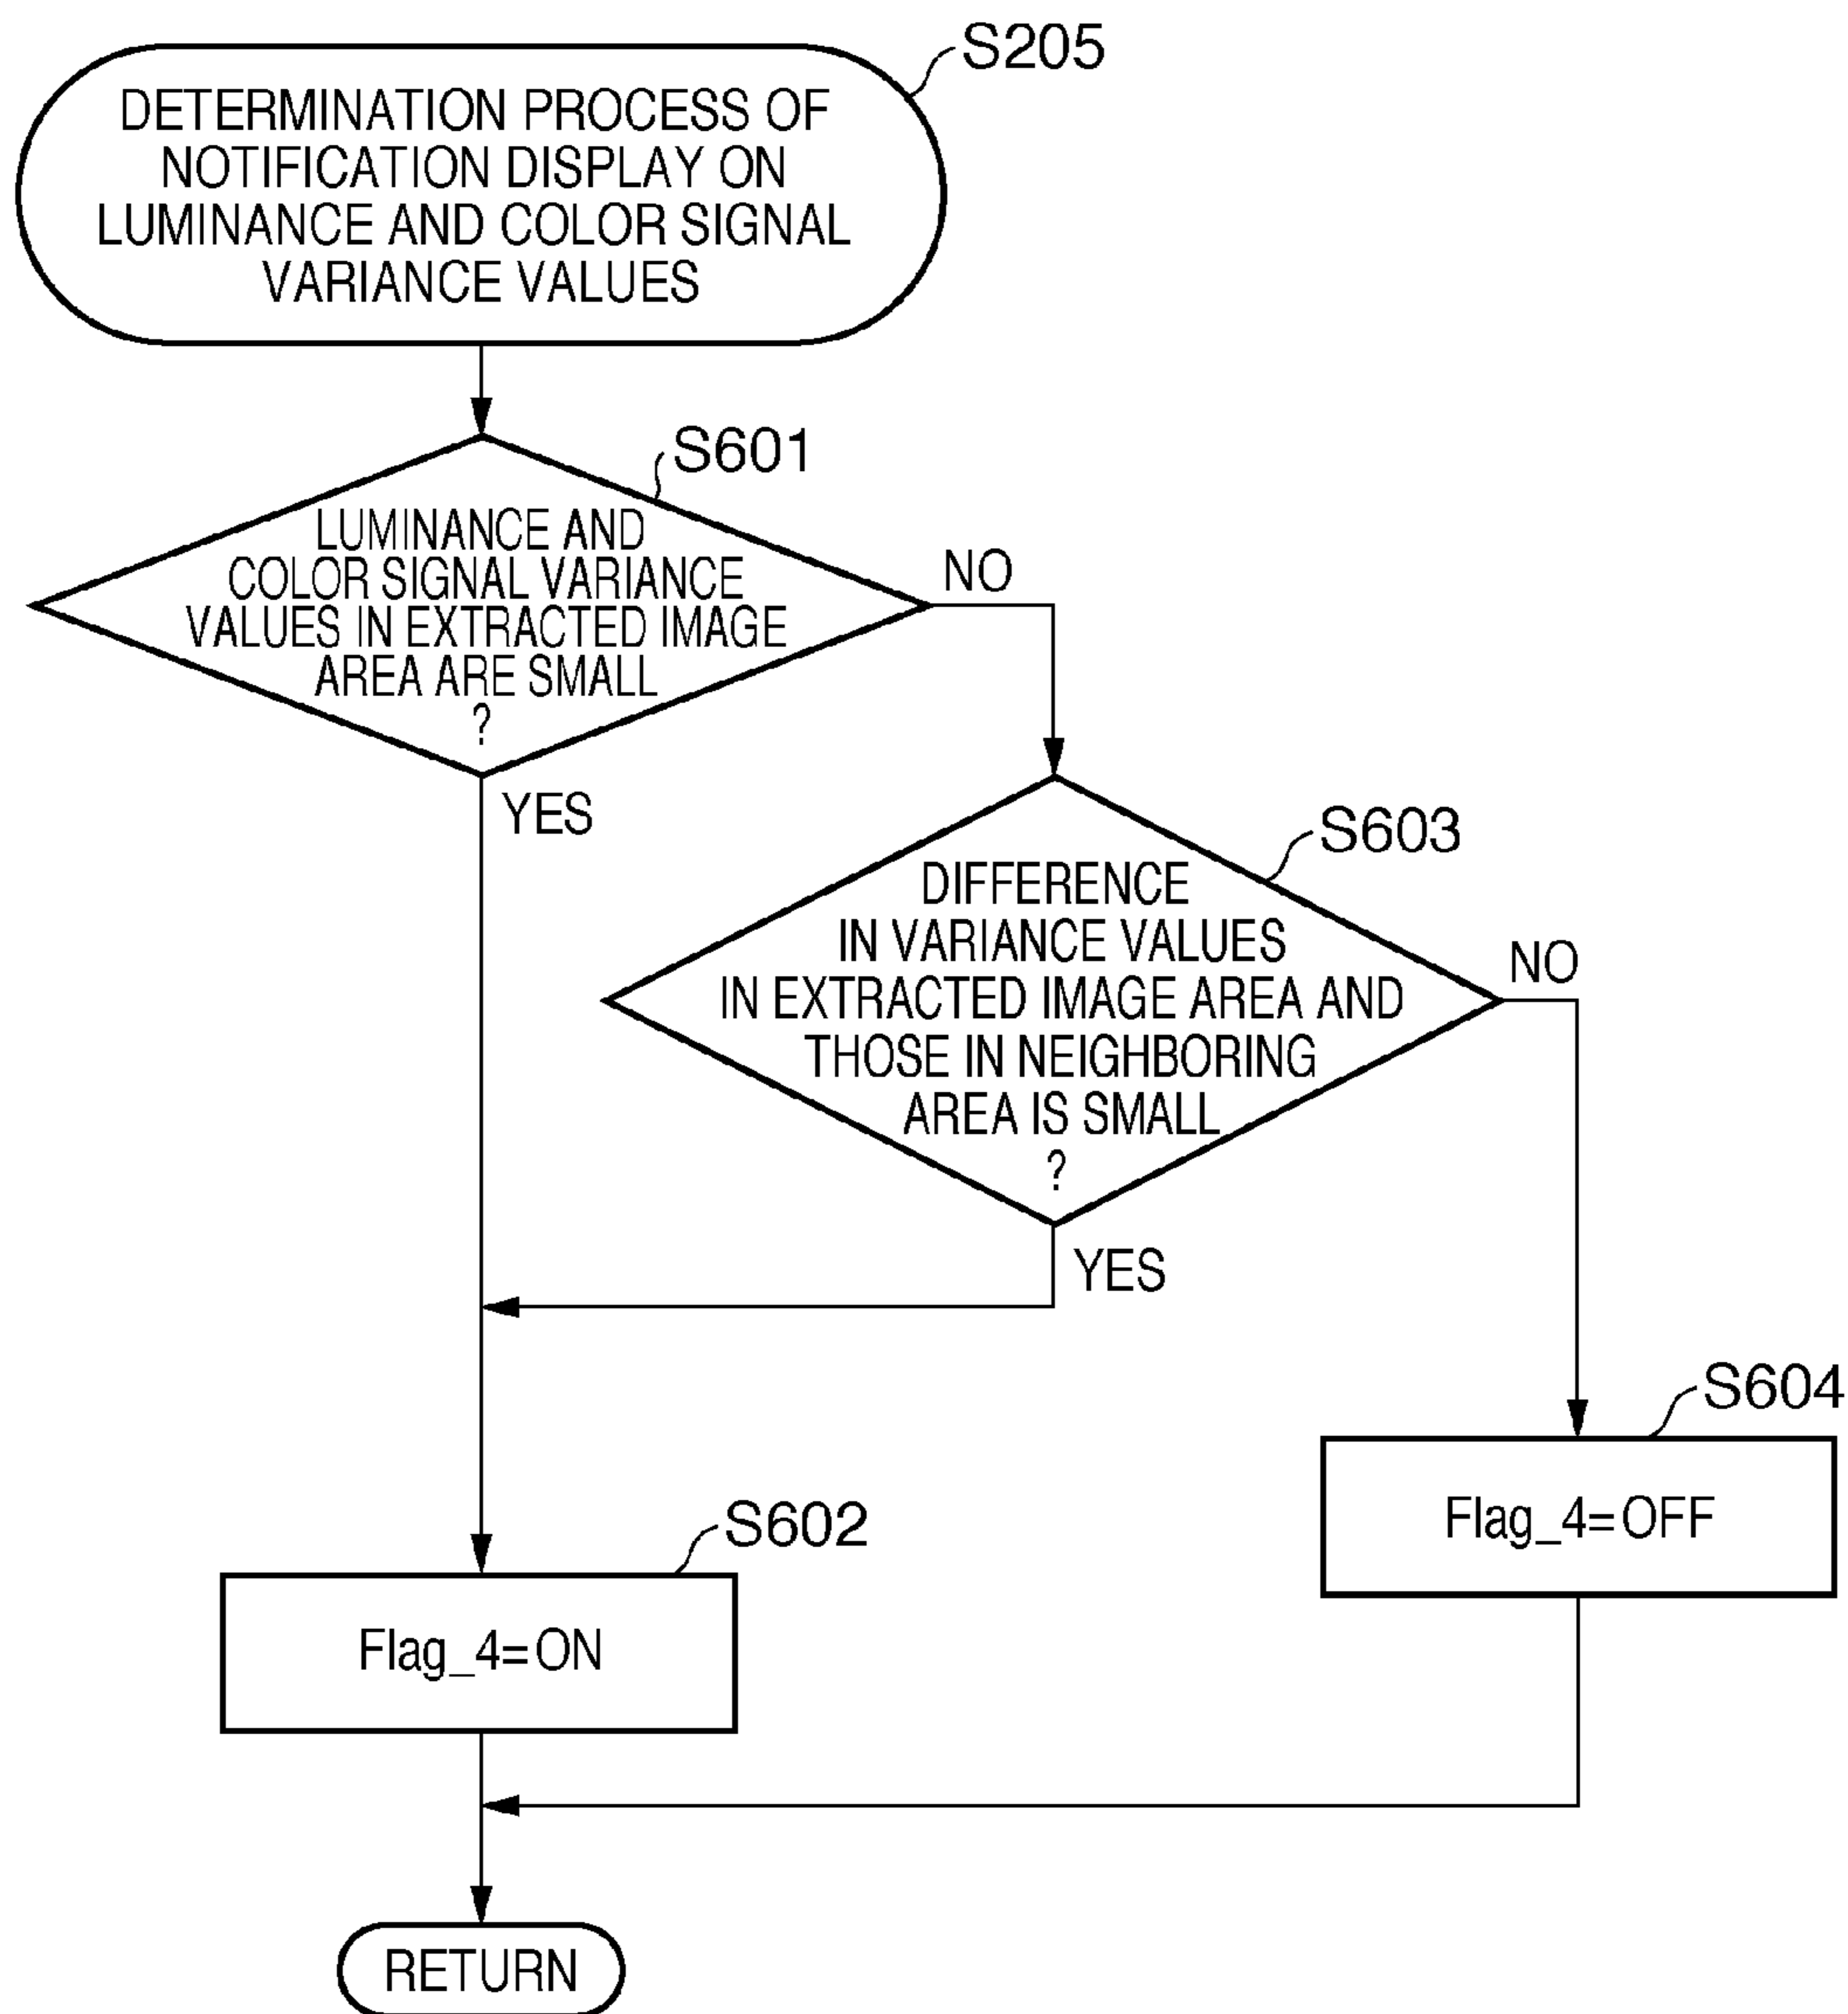 S205
DETERMINATION PROCESS OF
NOTIFICATION DISPLAY ON
LUMINANCE AND COLOR SIGNAL
VARIANCE VALUES
S601
LUMINANCE AND
COLOR SIGNAL VARIANCE
VALUES IN EXTRACTED IMAGE
AREA ARE SMALL
?
NO
YES
S603
DIFFERENCE
IN VARIANCE VALUES
IN EXTRACTED IMAGE AREA AND
THOSE IN NEIGHBORING
AREA IS SMALL
?
NO
YES
S604
Flag_4=OFF
S602
Flag_4=ON
RETURN